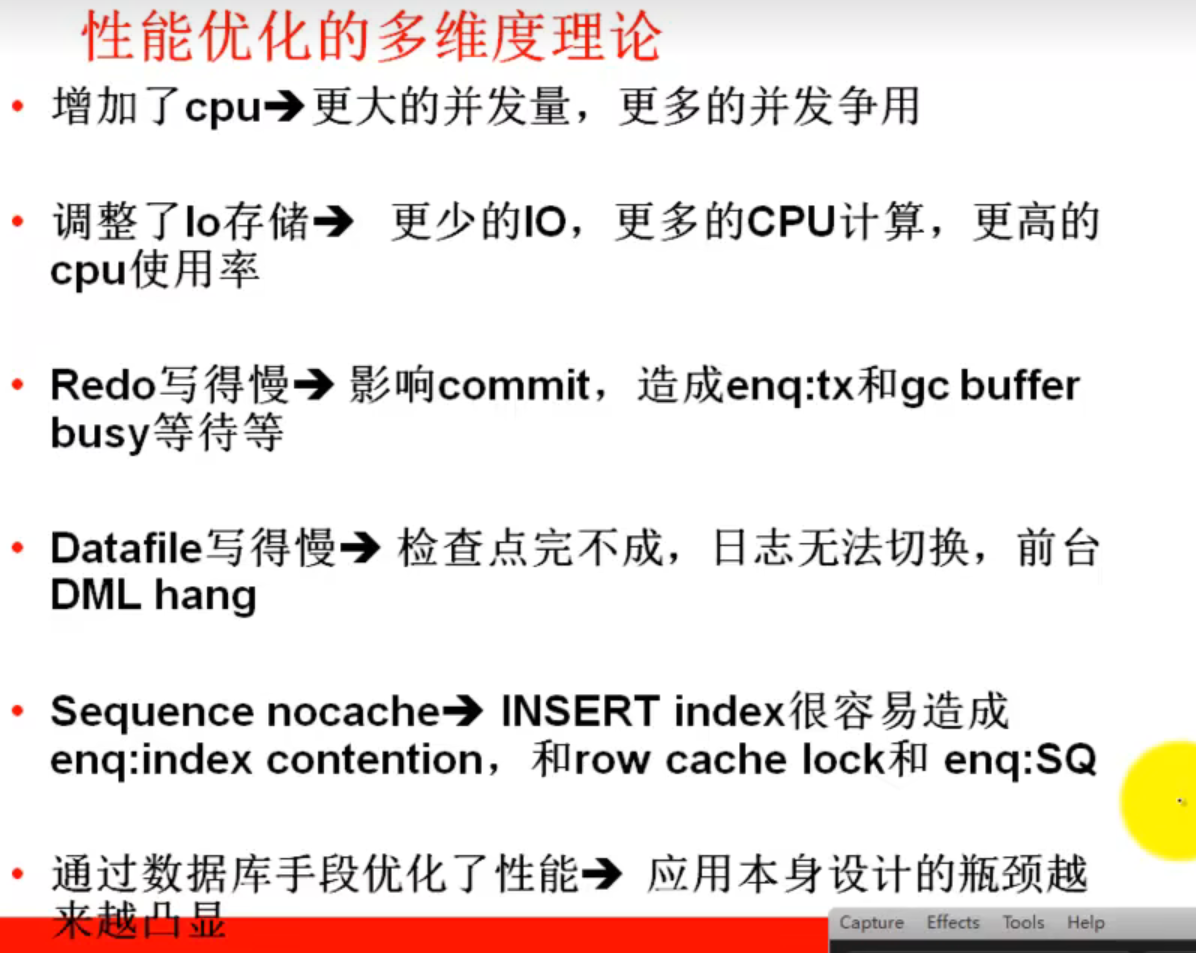 性能优化的多维度理论
• 增加了cpu➔更大的并发量，更多的并发争用
• 调整了Io存储➔ 更少的IO，更多的CPU计算，更高的
cpu使用率
• Redo写得慢➔ 影响commit，造成enq:tx和gc buffer
busy等待等
• Datafile写得慢➔ 检查点完不成，日志无法切换，前台
DML hang
• Sequence nocache➔ INSERT index很容易造成
enq:index contention，和row cache lock和 enq:SQ
• 通过数据库手段优化了性能➔ 应用本身设计的瓶颈越
来越凸显
Capture Effects Tools Help